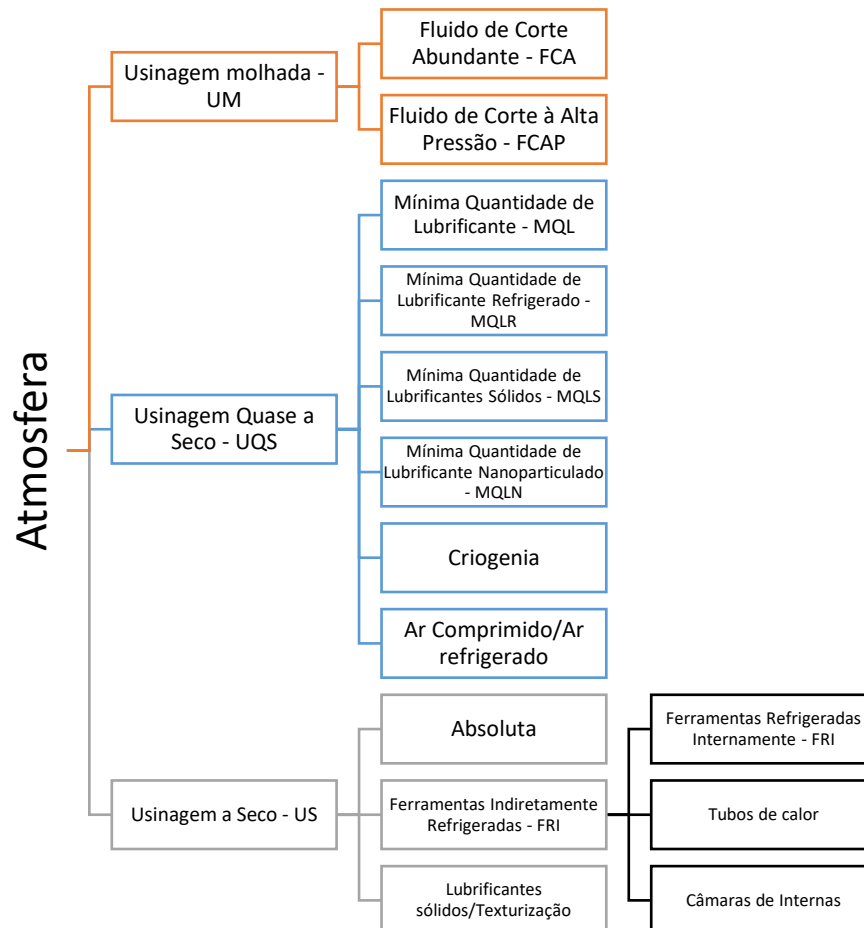 Atmosfera
Usinagem molhada -
UM
Fluido de Corte
Abundante - FCA
Fluido de Corte à Alta
Pressão - FCAP
Usinagem Quase a
Seco - UQS
Mínima Quantidade de
Lubrificante - MQL
Mínima Quantidade de
Lubrificante Refrigerado -
MQLR
Mínima Quantidade de
Lubrificantes Sólidos - MQLS
Mínima Quantidade de
Lubrificante Nanoparticulado
- MQLN
Criogenia
Ar Comprimido/Ar
refrigerado
Usinagem a Seco - US
Absoluta
Ferramentas Indiretamente
Refrigeradas - FRI
Ferramentas Refrigeradas
Internamente - FRI
Tubos de calor
Câmaras de Internas
Lubrificantes
sólidos/Texturização